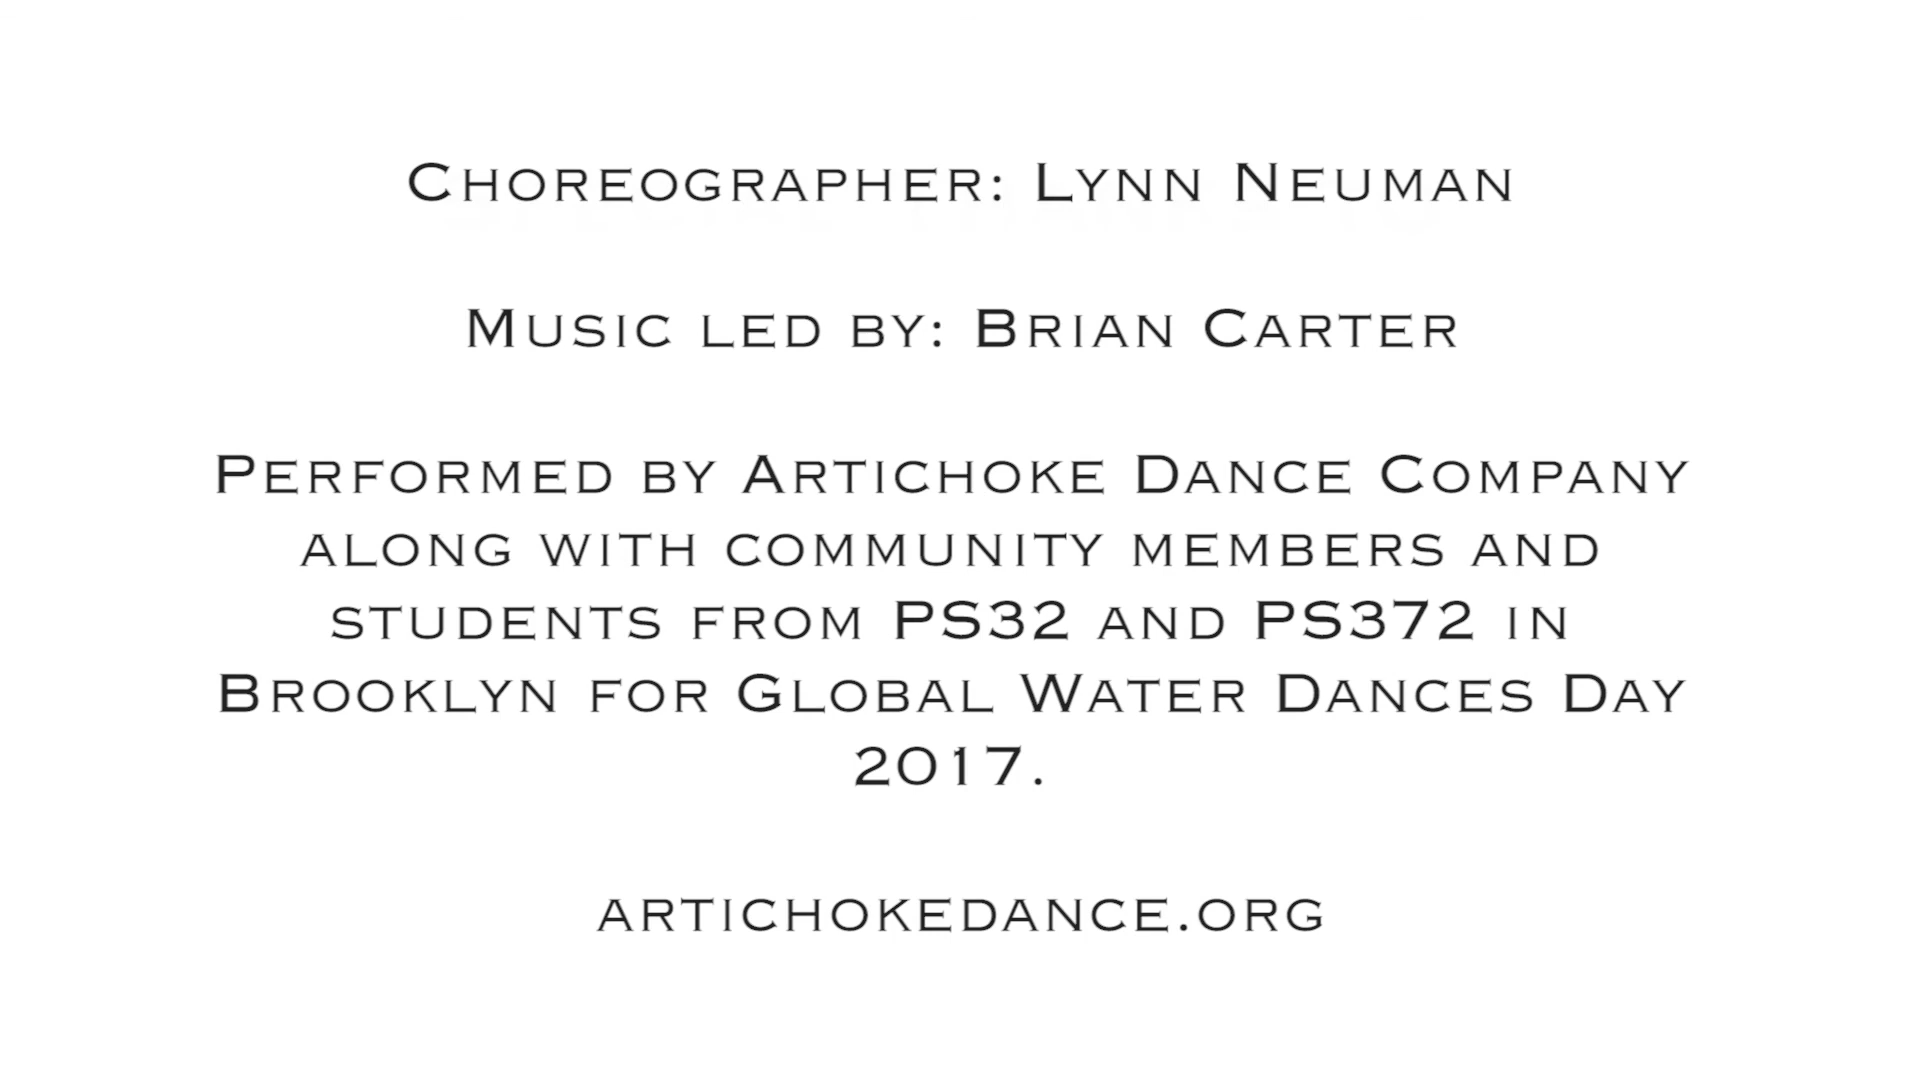 Choreographer: Lynn Neuman
Music led by: Brian Carter
Performed by Artichoke Dance Company
along with community members and
students from PS32 and PS372 in
Brooklyn for Global Water Dances Day
2017.
artichokedance.org